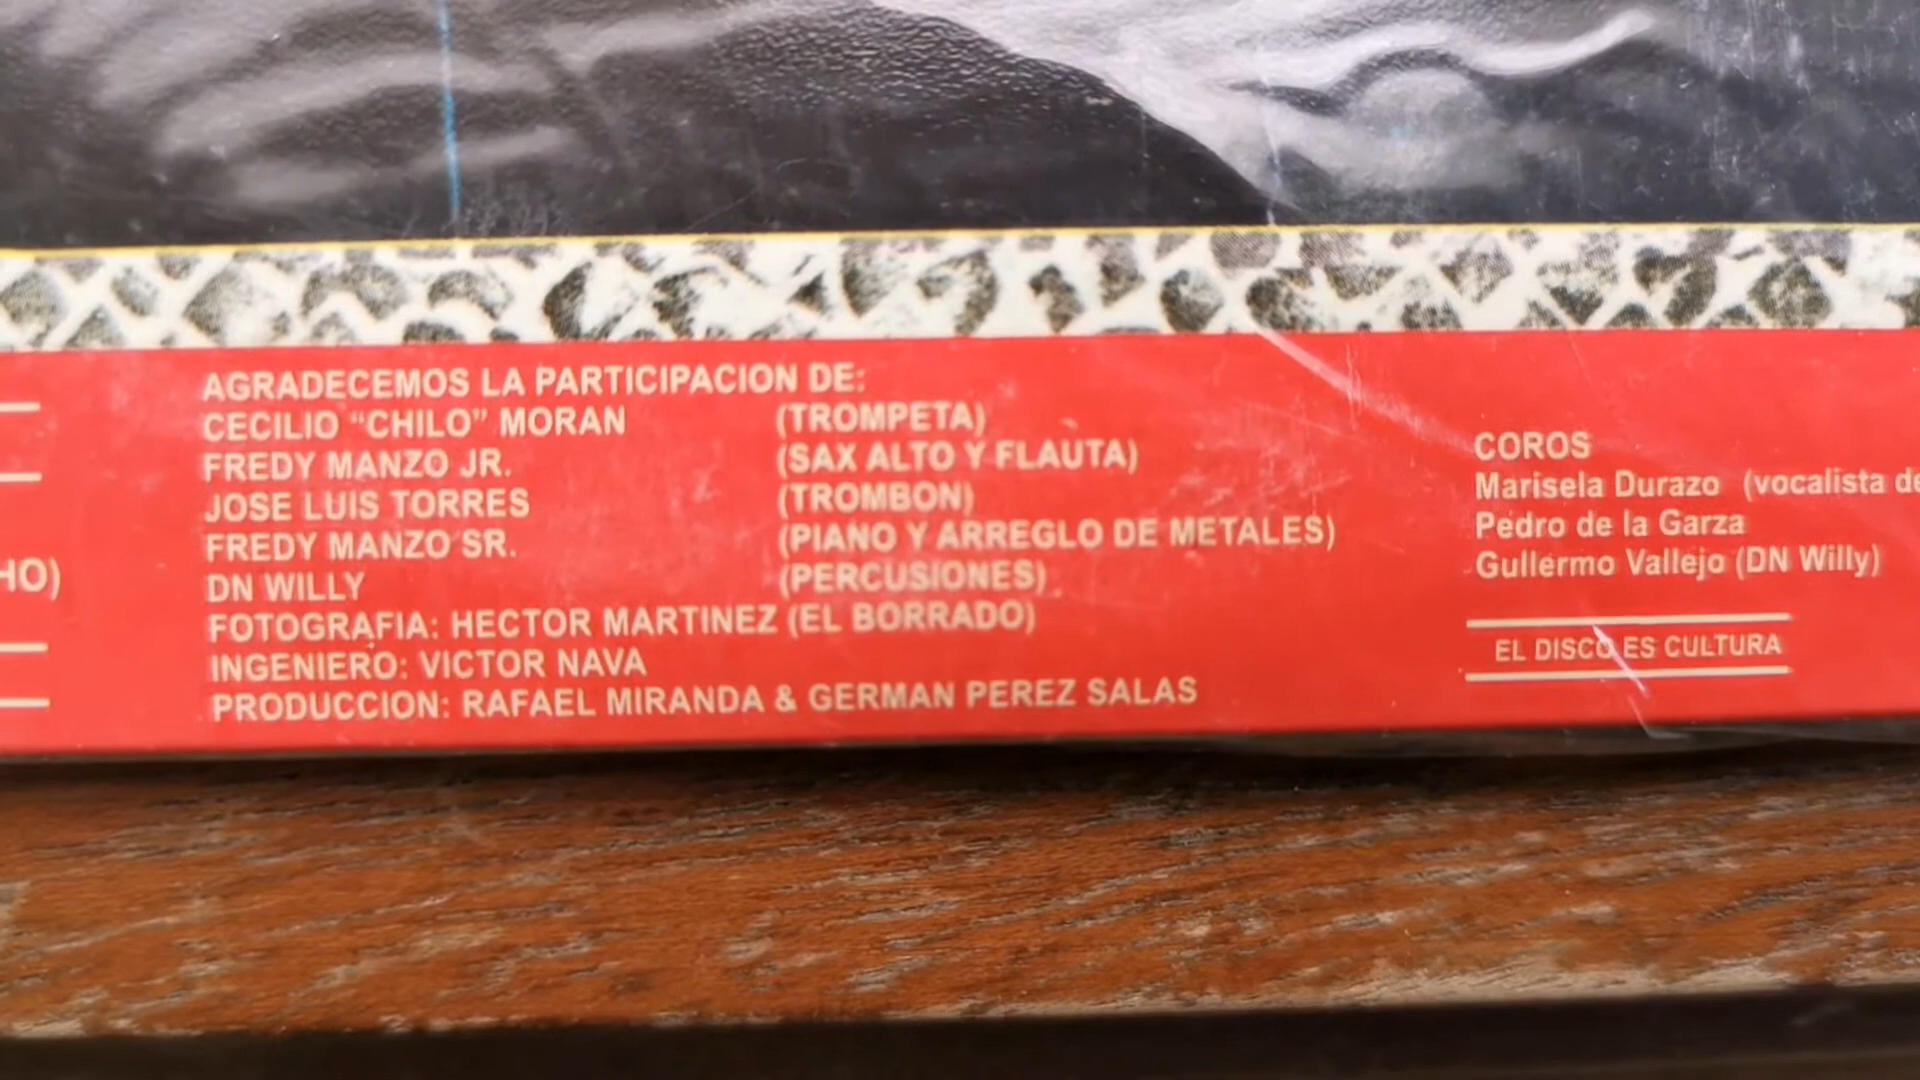 HO)
AGRADECEMOS LA PARTICIPACION DE:
CECILIO "CHILO" MORAN (TROMPETA)
FREDY MANZO JR. (SAX ALTO Y FLAUTA)
JOSE LUIS TORRES (TROMBON)
FREDY MANZO SR. (PIANO Y ARREGLO DE METALES)
DN WILLY (PERCUSIONES)
FOTOGRAFIA: HECTOR MARTINEZ (EL BORRADO)
INGENIERO: VICTOR NAVA
PRODUCCION: RAFAEL MIRANDA & GERMAN PEREZ SALAS
COROS
Marisela Durazo (vocalista de
Pedro de la Garza
Gullermo Vallejo (DN Willy)
EL DISCO ES CULTURA